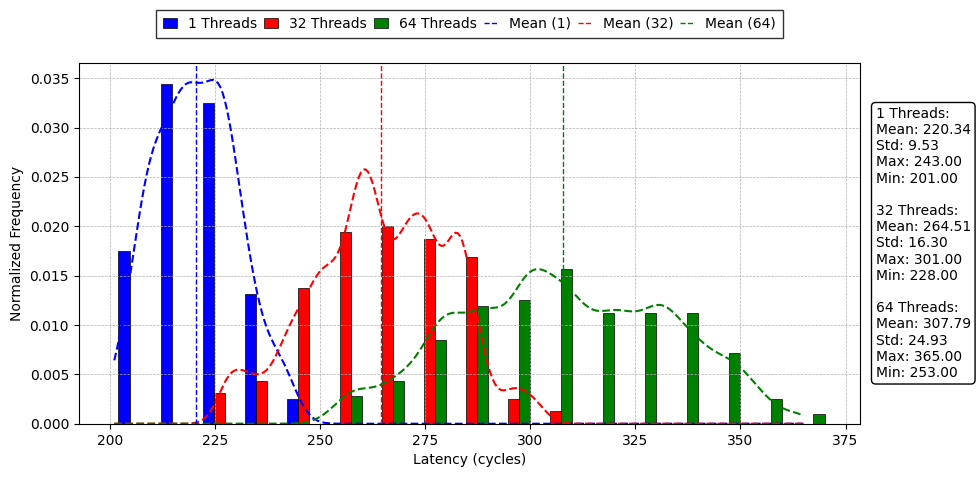 1 Threads 32 Threads 64 Threads Mean (1) Mean (32) Mean (64)
0.035
0.030
0.025
0.020
0.015
0.010
0.005
0.000
Normalized Frequency
200 225 250 275 300 325 350 375
Latency (cycles)
1 Threads:
Mean: 220.34
Std: 9.53
Max: 243.00
Min: 201.00
32 Threads:
Mean: 264.51
Std: 16.30
Max: 301.00
Min: 228.00
64 Threads:
Mean: 307.79
Std: 24.93
Max: 365.00
Min: 253.00